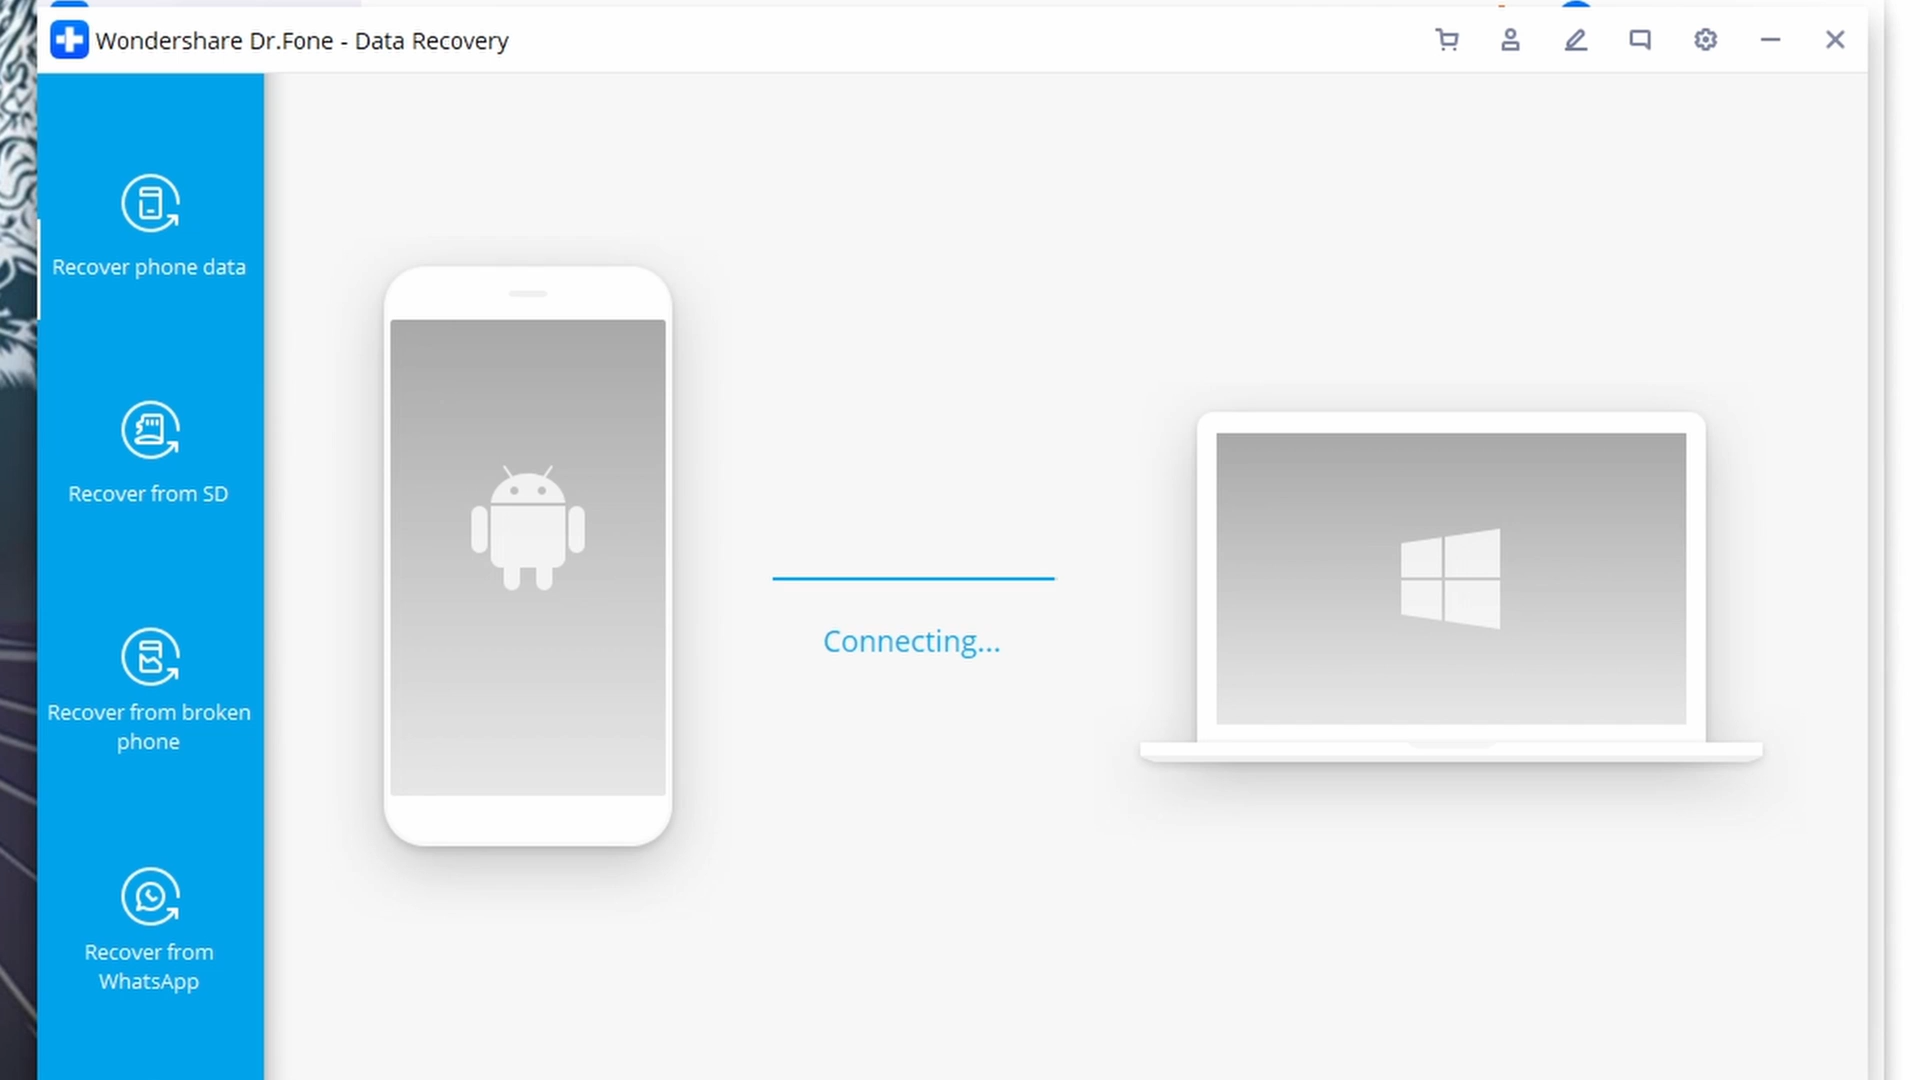 Wondershare Dr.Fone - Data Recovery
Recover phone data
Recover from SD
Recover from broken
phone
Recover from
WhatsApp
Connecting...